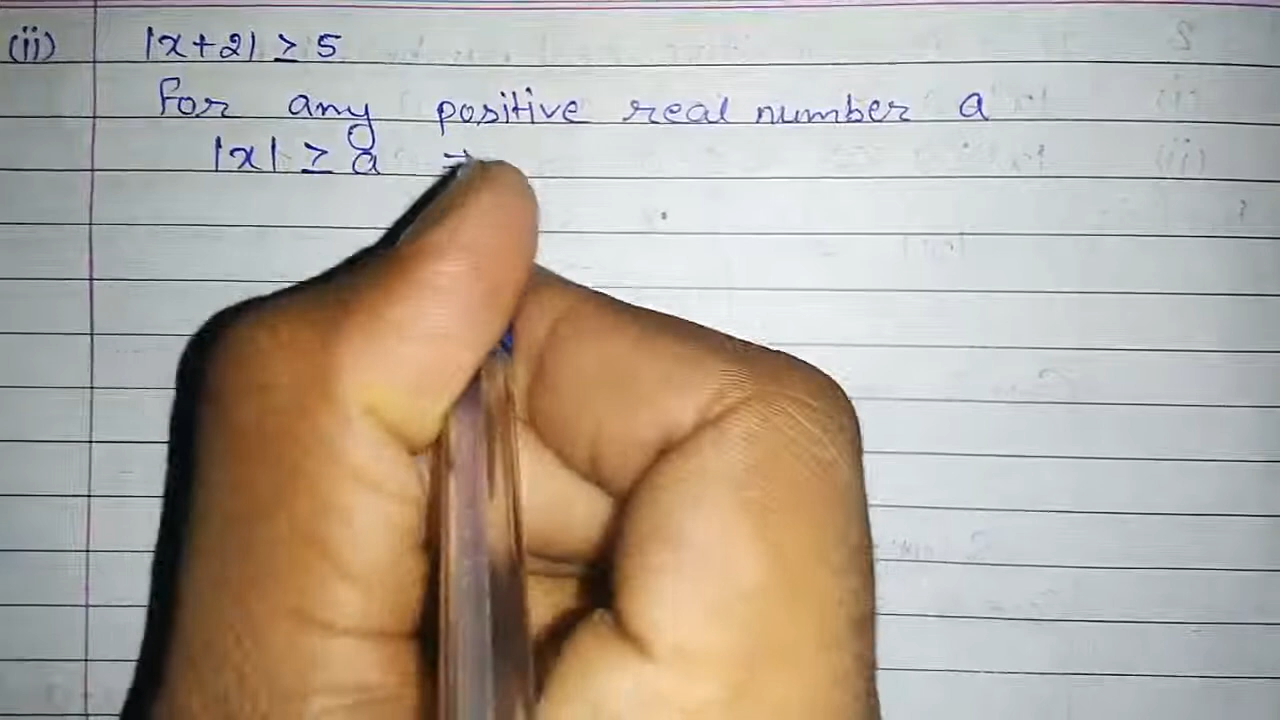 (ii) |x+2| ≥ 5
For any positive real number a
|x| ≥ a